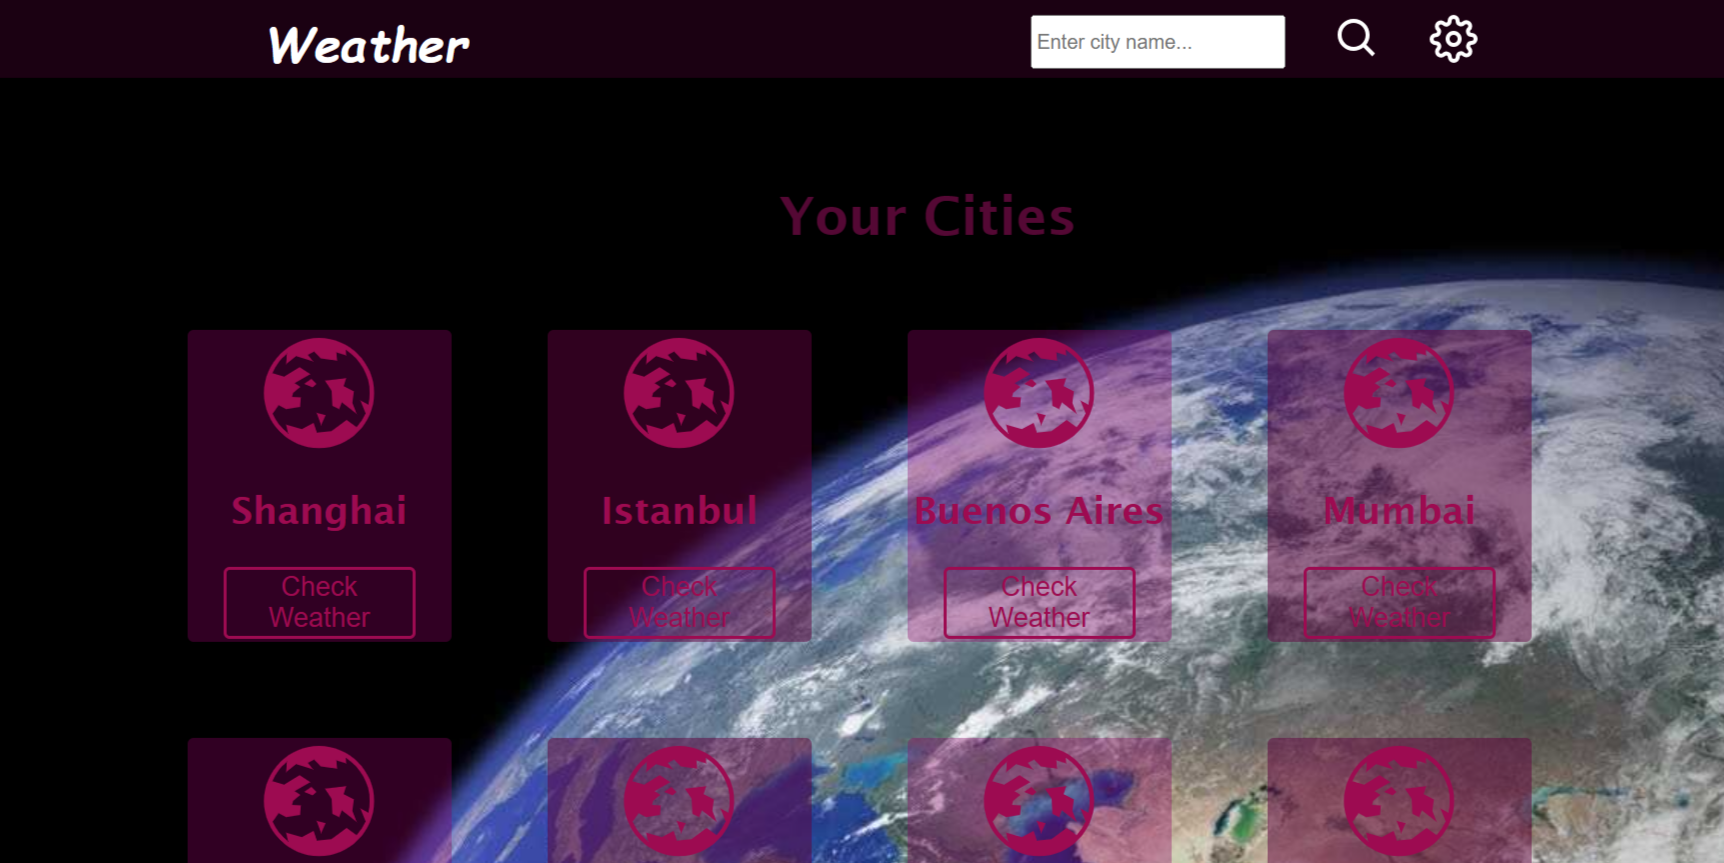 Weather
Enter city name...
Your Cities
Shanghai
Istanbul
Buenos Aires
Mumbai
Check
Weather
Check
Weather
Check
Weather
Check
Weather